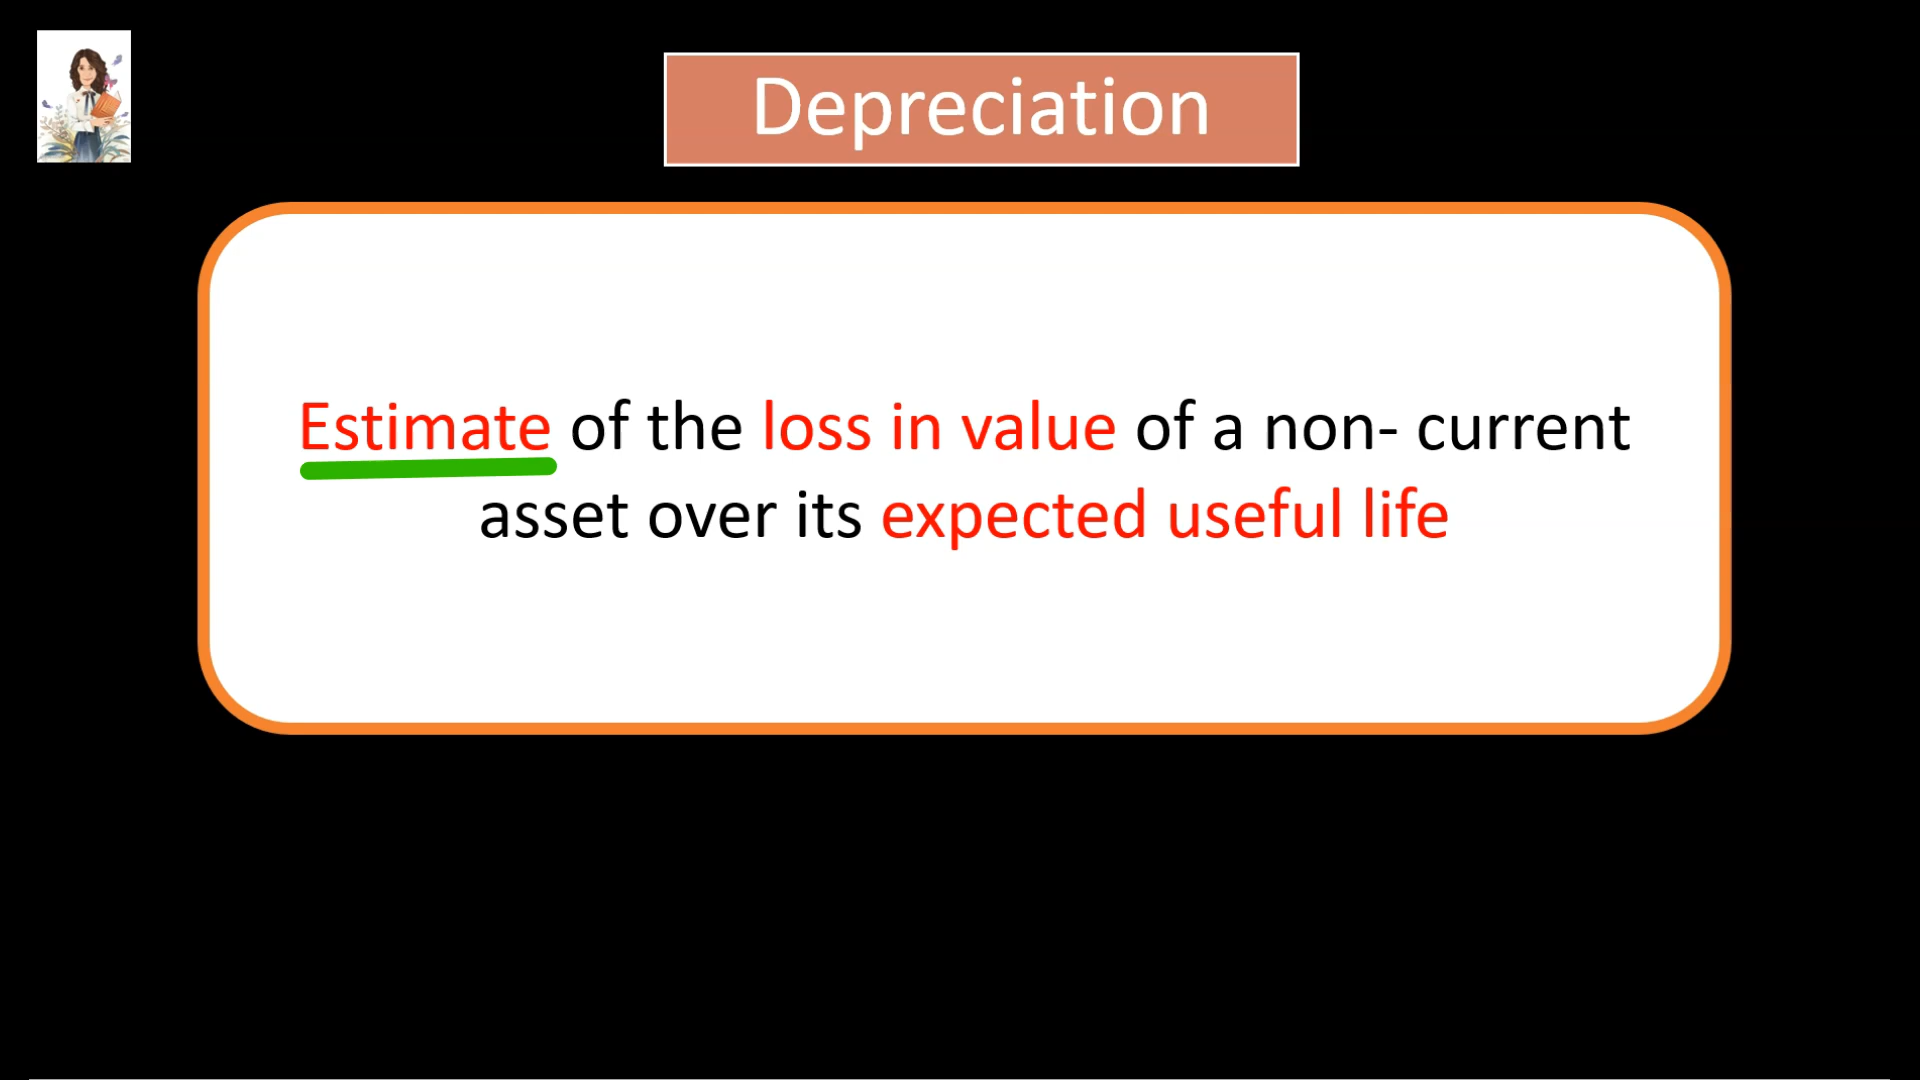 Depreciation
Estimate of the loss in value of a non- current
asset over its expected useful life